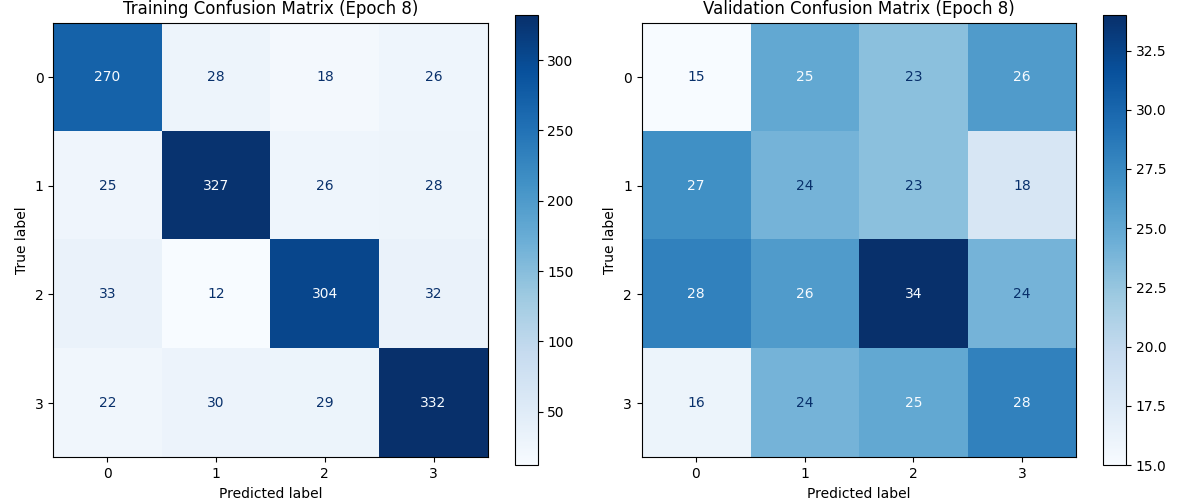 Training Confusion Matrix (Epoch 8)
True label
0 270 28 18 26
1 25 327 26 28
2 33 12 304 32
3 22 30 29 332
0 1 2 3
Predicted label
300
250
200
150
100
50
Validation Confusion Matrix (Epoch 8)
True label
0 15 25 23 26
1 27 24 23 18
2 28 26 34 24
3 16 24 25 28
0 1 2 3
Predicted label
32.5
30.0
27.5
25.0
22.5
20.0
17.5
15.0